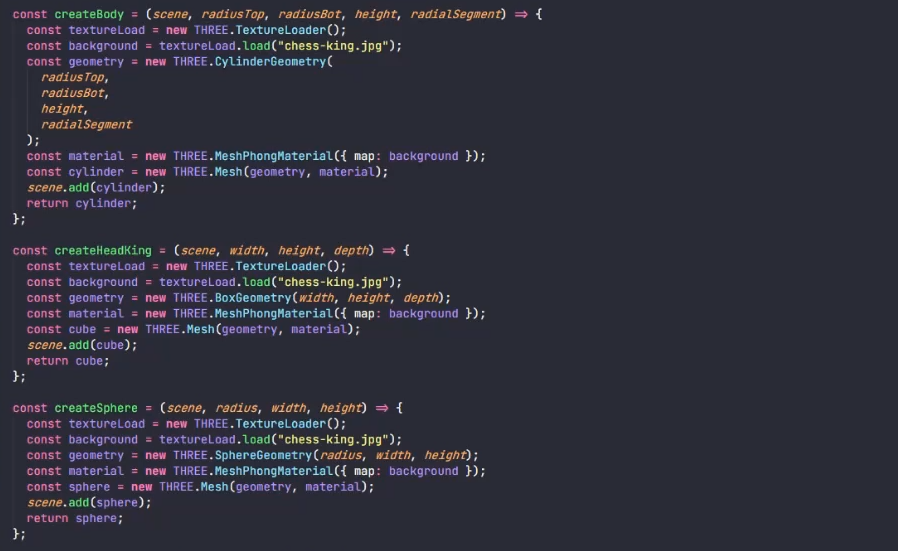 const createBody = (scene, radiusTop, radiusBot, height, radialSegment) => {
  const textureLoad = new THREE.TextureLoader();
  const background = textureLoad.load("chess-king.jpg");
  const geometry = new THREE.CylinderGeometry(
    radiusTop,
    radiusBot,
    height,
    radialSegment
  );
  const material = new THREE.MeshPhongMaterial({ map: background });
  const cylinder = new THREE.Mesh(geometry, material);
  scene.add(cylinder);
  return cylinder;
};

const createHeadKing = (scene, width, height, depth) => {
  const textureLoad = new THREE.TextureLoader();
  const background = textureLoad.load("chess-king.jpg");
  const geometry = new THREE.BoxGeometry(width, height, depth);
  const material = new THREE.MeshPhongMaterial({ map: background });
  const cube = new THREE.Mesh(geometry, material);
  scene.add(cube);
  return cube;
};

const createSphere = (scene, radius, width, height) => {
  const textureLoad = new THREE.TextureLoader();
  const background = textureLoad.load("chess-king.jpg");
  const geometry = new THREE.SphereGeometry(radius, width, height);
  const material = new THREE.MeshPhongMaterial({ map: background });
  const sphere = new THREE.Mesh(geometry, material);
  scene.add(sphere);
  return sphere;
};